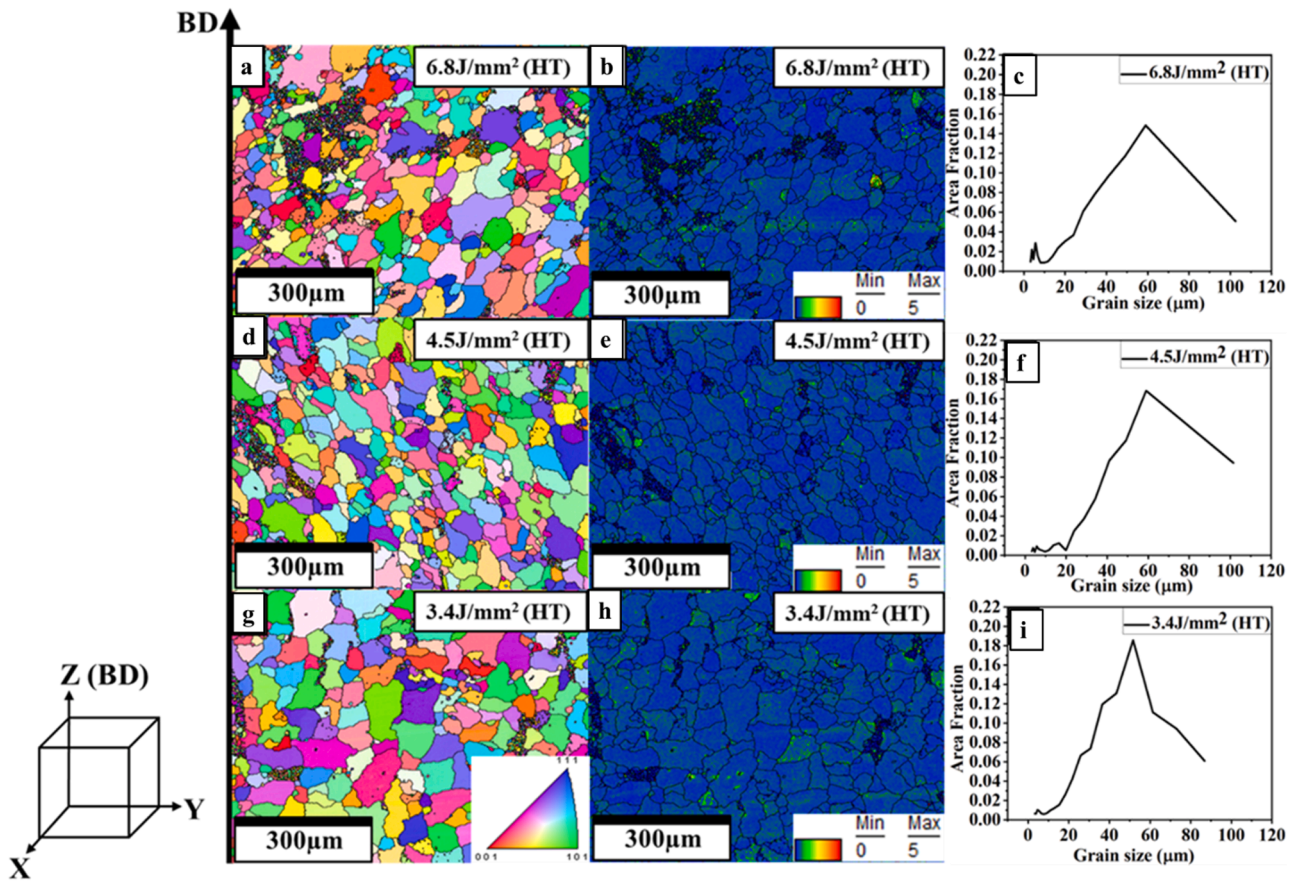 BD
a
6.8J/mm² (HT)
300µm
b
6.8J/mm² (HT)
Min Max
0 5
c
6.8J/mm² (HT)
Area Fraction
0.22
0.20
0.18
0.16
0.14
0.12
0.10
0.08
0.06
0.04
0.02
0.00
0 20 40 60 80 100 120
Grain size (µm)
d
4.5J/mm² (HT)
300µm
e
4.5J/mm² (HT)
Min Max
0 5
f
4.5J/mm² (HT)
Area Fraction
0.22
0.20
0.18
0.16
0.14
0.12
0.10
0.08
0.06
0.04
0.02
0.00
0 20 40 60 80 100 120
Grain size (µm)
g
3.4J/mm² (HT)
300µm
111
001 101
h
3.4J/mm² (HT)
Min Max
0 5
i
3.4J/mm² (HT)
Area Fraction
0.22
0.20
0.18
0.16
0.14
0.12
0.10
0.08
0.06
0.04
0.02
0.00
0 20 40 60 80 100 120
Grain size (µm)
Z (BD)
Y
X